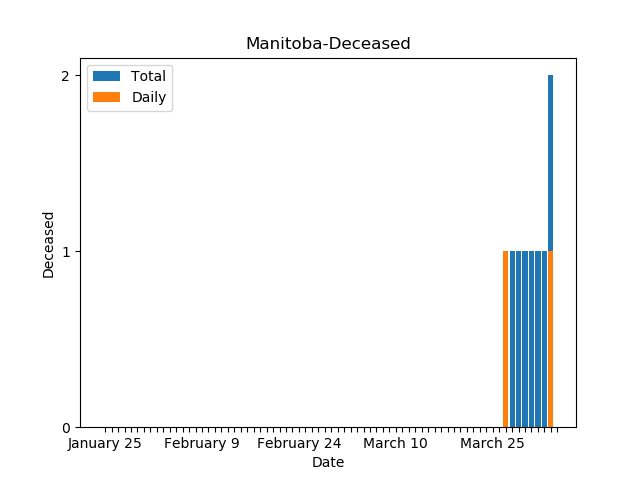 Manitoba-Deceased
Total
Daily
2
1
0
Deceased
January 25 February 9 February 24 March 10 March 25
Date